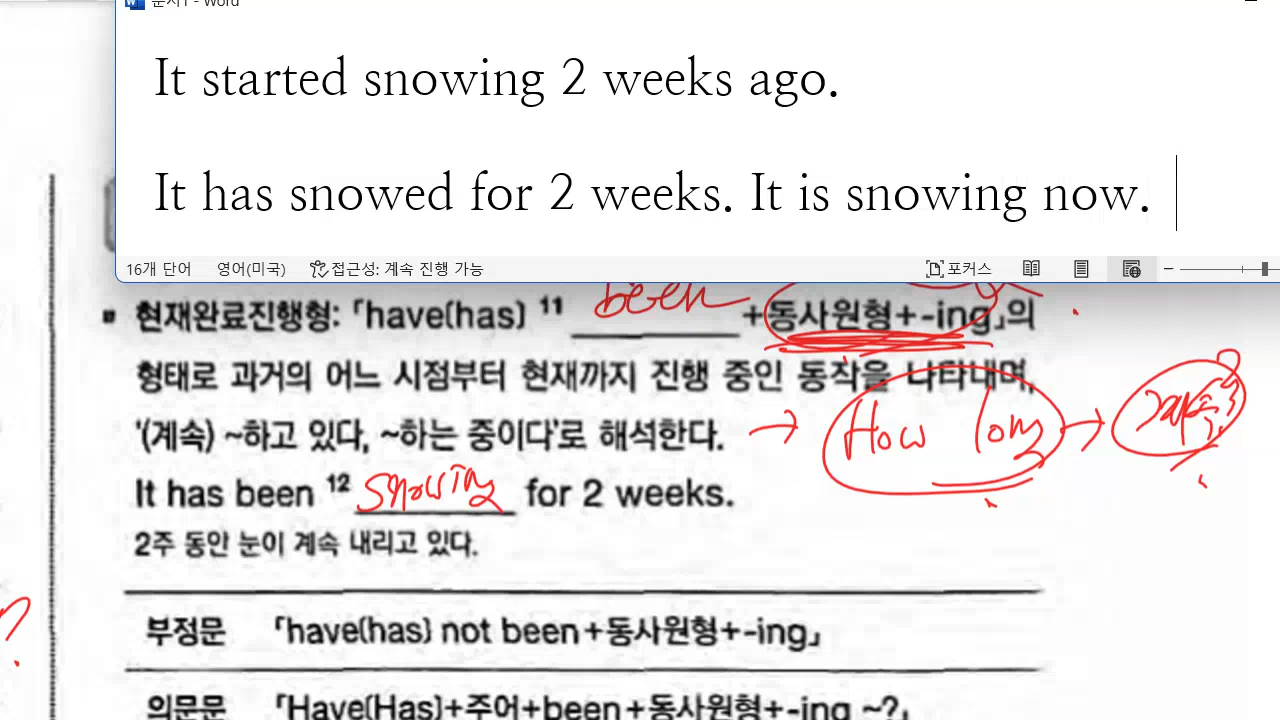 Word
It started snowing 2 weeks ago.
It has snowed for 2 weeks. It is snowing now.
16개 단어 영어(미국) 접근성: 계속 진행 가능 포커스
현재완료진행형: 「have(has) 11 been +동사원형+-ing」의
형태로 과거의 어느 시점부터 현재까지 진행 중인 동작을 나타내며,
'(계속) ~하고 있다, ~하는 중이다'로 해석한다. → How long →
It has been 12 snowing for 2 weeks.
2주 동안 눈이 계속 내리고 있다.
부정문 「have(has) not been+동사원형+-ing」
의문문 「Have(Has)+주어+been+동사원형+-ing ~?」